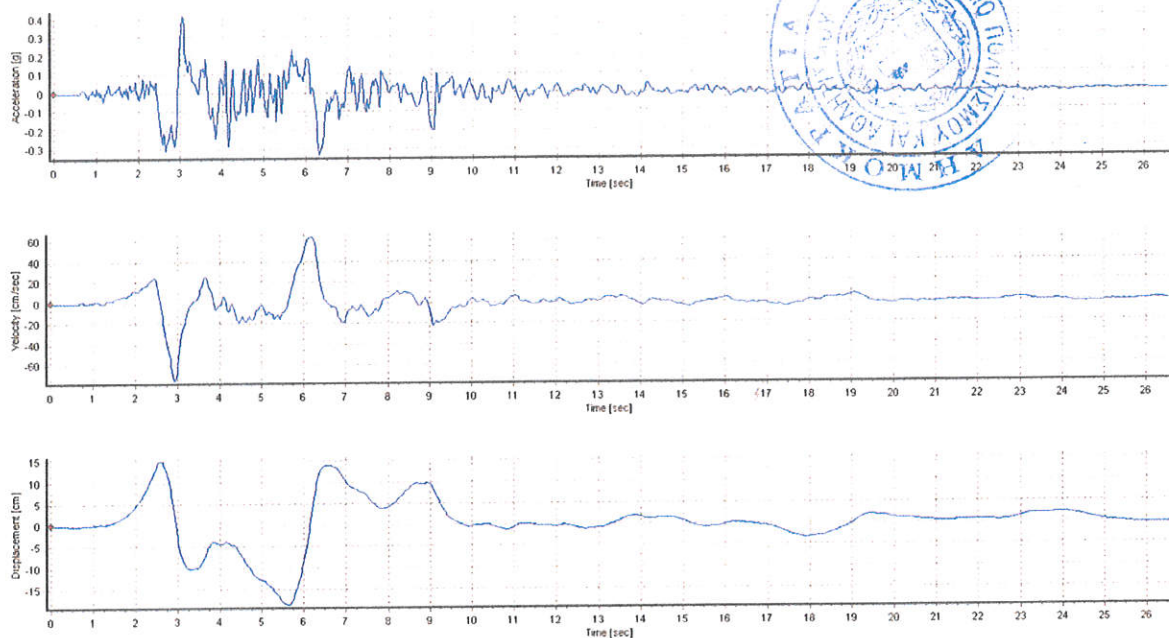 Acceleration [g]
0.4
0.3
0.2
0.1
0
-0.1
-0.2
-0.3
0 1 2 3 4 5 6 7 8 9 10 11 12 13 14 15 16 17 18 19 20 21 22 23 24 25 26
Time [sec]
ΚΑΙ
Velocity [cm/sec]
60
40
20
0
-20
-40
-60
0 1 2 3 4 5 6 7 8 9 10 11 12 13 14 15 16 17 18 19 20 21 22 23 24 25 26
Time [sec]
Displacement [cm]
15
10
5
0
-5
-10
-15
0 1 2 3 4 5 6 7 8 9 10 11 12 13 14 15 16 17 18 19 20 21 22 23 24 25 26
Time [sec]